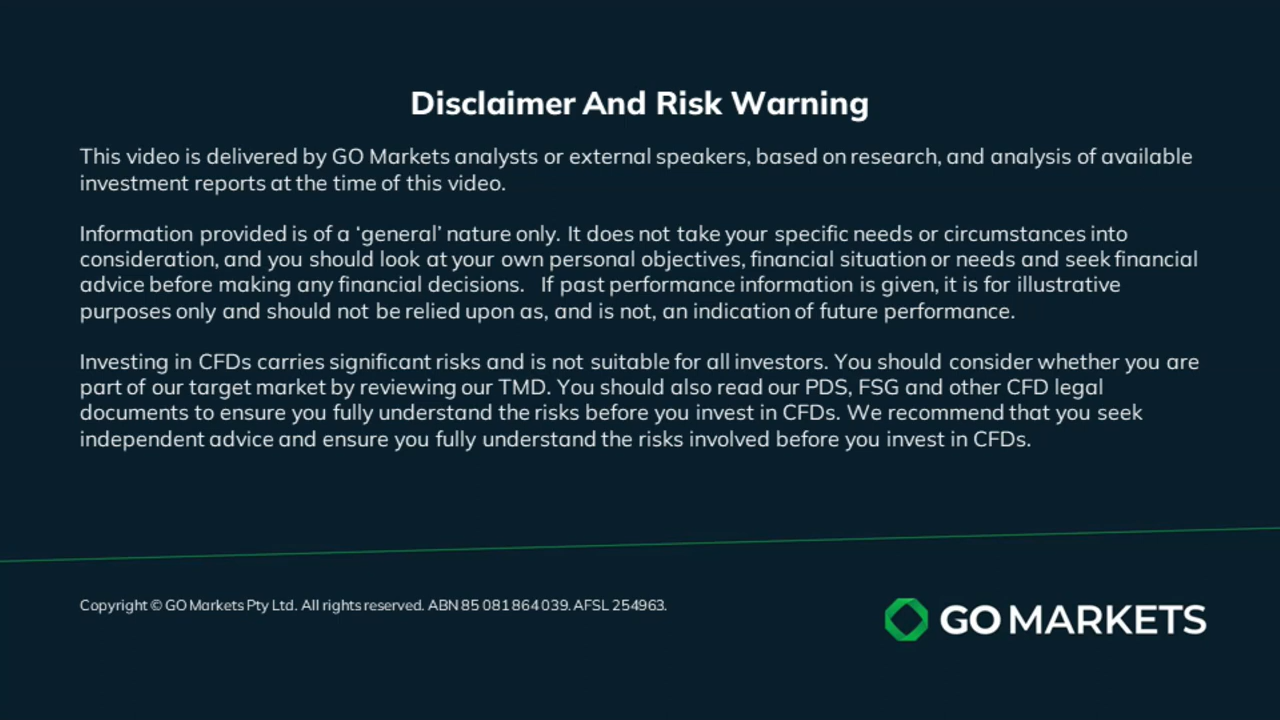 Disclaimer And Risk Warning
This video is delivered by GO Markets analysts or external speakers, based on research, and analysis of available
investment reports at the time of this video.
Information provided is of a ‘general’ nature only. It does not take your specific needs or circumstances into
consideration, and you should look at your own personal objectives, financial situation or needs and seek financial
advice before making any financial decisions. If past performance information is given, it is for illustrative
purposes only and should not be relied upon as, and is not, an indication of future performance.
Investing in CFDs carries significant risks and is not suitable for all investors. You should consider whether you are
part of our target market by reviewing our TMD. You should also read our PDS, FSG and other CFD legal
documents to ensure you fully understand the risks before you invest in CFDs. We recommend that you seek
independent advice and ensure you fully understand the risks involved before you invest in CFDs.
Copyright © GO Markets Pty Ltd. All rights reserved. ABN 85 081 864 039. AFSL 254963.
GO MARKETS